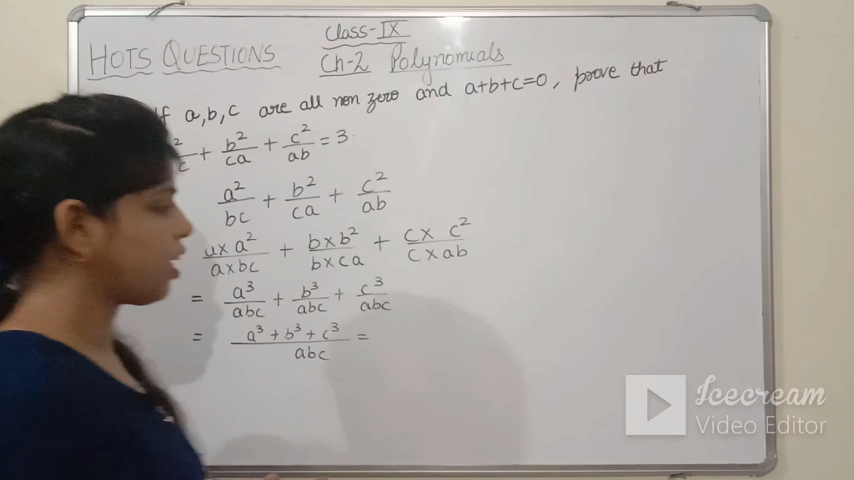 Class-IX
HOTS QUESTIONS
Ch-2 Polynomials
If a,b,c are all non zero and a+b+c=0, prove that
+ b²/ca + c²/ab = 3
a²/bc + b²/ca + c²/ab
a×a²/a×bc + b×b²/b×ca + c×c²/c×ab
= a³/abc + b³/abc + c³/abc
= a³+b³+c³/abc =
Icecream
Video Editor